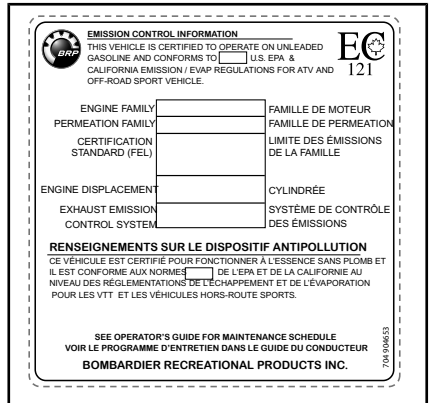 EMISSION CONTROL INFORMATION
THIS VEHICLE IS CERTIFIED TO OPERATE ON UNLEADED
GASOLINE AND CONFORMS TO U.S. EPA &
CALIFORNIA EMISSION / EVAP REGULATIONS FOR ATV AND
OFF-ROAD SPORT VEHICLE.
BRP
EC
121
ENGINE FAMILY FAMILLE DE MOTEUR
PERMEATION FAMILY FAMILLE DE PERMEATION
CERTIFICATION LIMITE DES ÉMISSIONS
STANDARD (FEL) DE LA FAMILLE
ENGINE DISPLACEMENT CYLINDRÉE
EXHAUST EMISSION SYSTÈME DE CONTRÔLE
CONTROL SYSTEM DES ÉMISSIONS
RENSEIGNEMENTS SUR LE DISPOSITIF ANTIPOLLUTION
CE VÉHICULE EST CERTIFIÉ POUR FONCTIONNER À L'ESSENCE SANS PLOMB ET
IL EST CONFORME AUX NORMES DE L'EPA ET DE LA CALIFORNIE AU
NIVEAU DES RÉGLEMENTATIONS DE L'ÉCHAPPEMENT ET DE L'ÉVAPORATION
POUR LES VTT ET LES VÉHICULES HORS-ROUTE SPORTS.
SEE OPERATOR'S GUIDE FOR MAINTENANCE SCHEDULE
VOIR LE PROGRAMME D'ENTRETIEN DANS LE GUIDE DU CONDUCTEUR
BOMBARDIER RECREATIONAL PRODUCTS INC.
704 904653